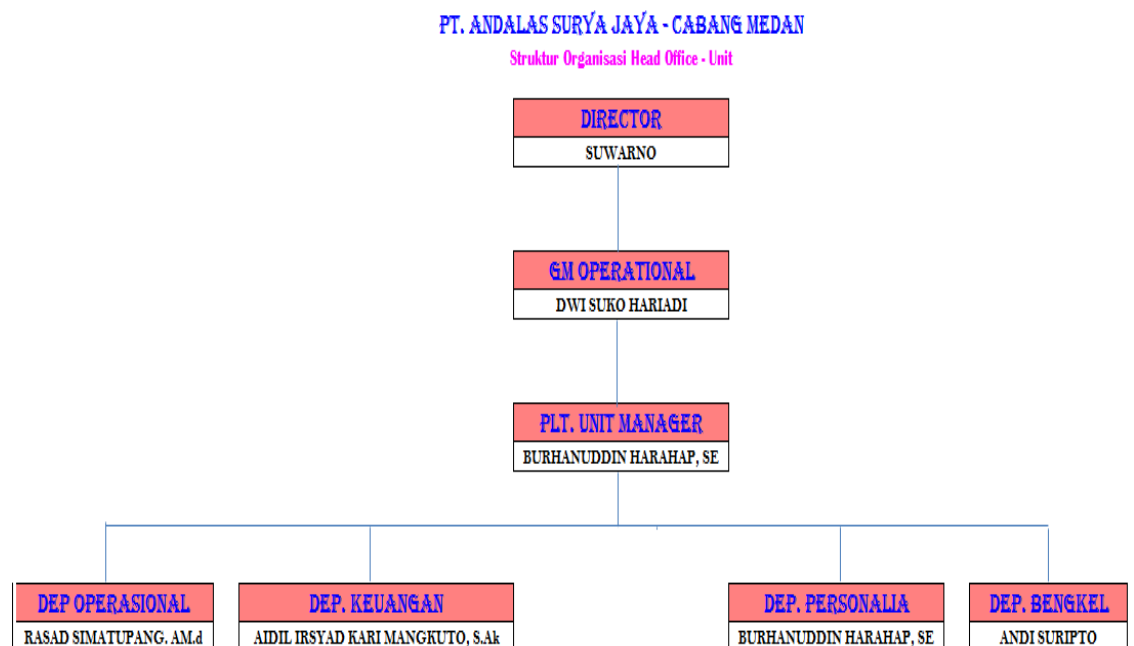 PT. ANDALAS SURYA JAYA - CABANG MEDAN
Struktur Organisasi Head Office - Unit
DIRECTOR
SUWARNO
GM OPERATIONAL
DWI SUKO HARIADI
PLT. UNIT MANAGER
BURHANUDDIN HARAHAP, SE
DEP OPERASIONAL
RASAD SIMATUPANG. AM.d
DEP. KEUANGAN
AIDIL IRSYAD KARI MANGKUTO, S.Ak
DEP. PERSONALIA
BURHANUDDIN HARAHAP, SE
DEP. BENGKEL
ANDI SURIPTO